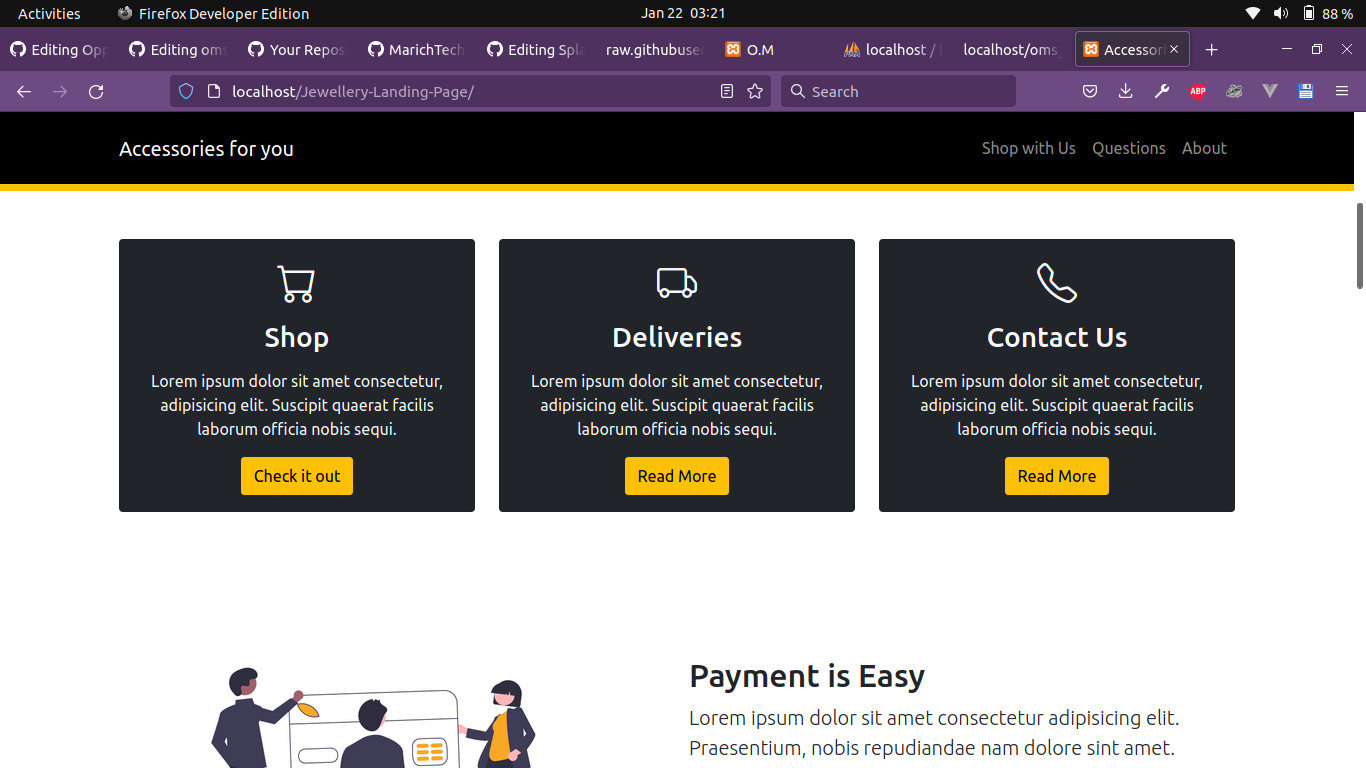 Activities
Firefox Developer Edition
Jan 22 03:21
88 %
Editing Opp
Editing oms
Your Repos
MarichTech
Editing Spla
raw.githubuser
O.M
localhost /
localhost/oms_
Accessori
localhost/Jewellery-Landing-Page/
Search
ABP
Accessories for you
Shop with Us
Questions
About
Shop
Lorem ipsum dolor sit amet consectetur,
adipisicing elit. Suscipit quaerat facilis
laborum officia nobis sequi.
Check it out
Deliveries
Lorem ipsum dolor sit amet consectetur,
adipisicing elit. Suscipit quaerat facilis
laborum officia nobis sequi.
Read More
Contact Us
Lorem ipsum dolor sit amet consectetur,
adipisicing elit. Suscipit quaerat facilis
laborum officia nobis sequi.
Read More
Payment is Easy
Lorem ipsum dolor sit amet consectetur adipisicing elit.
Praesentium, nobis repudiandae nam dolore sint amet.